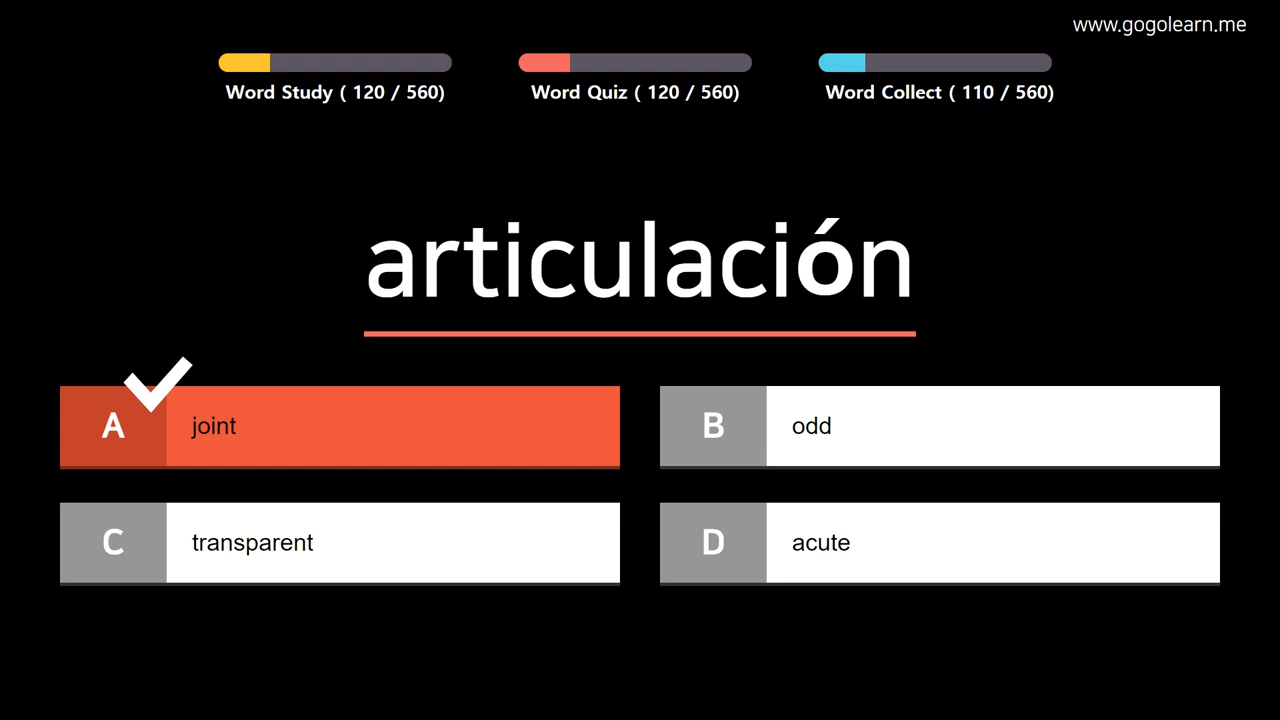 www.gogolearn.me
Word Study ( 120 / 560)
Word Quiz ( 120 / 560)
Word Collect ( 110 / 560)
articulación
A joint
B odd
C transparent
D acute